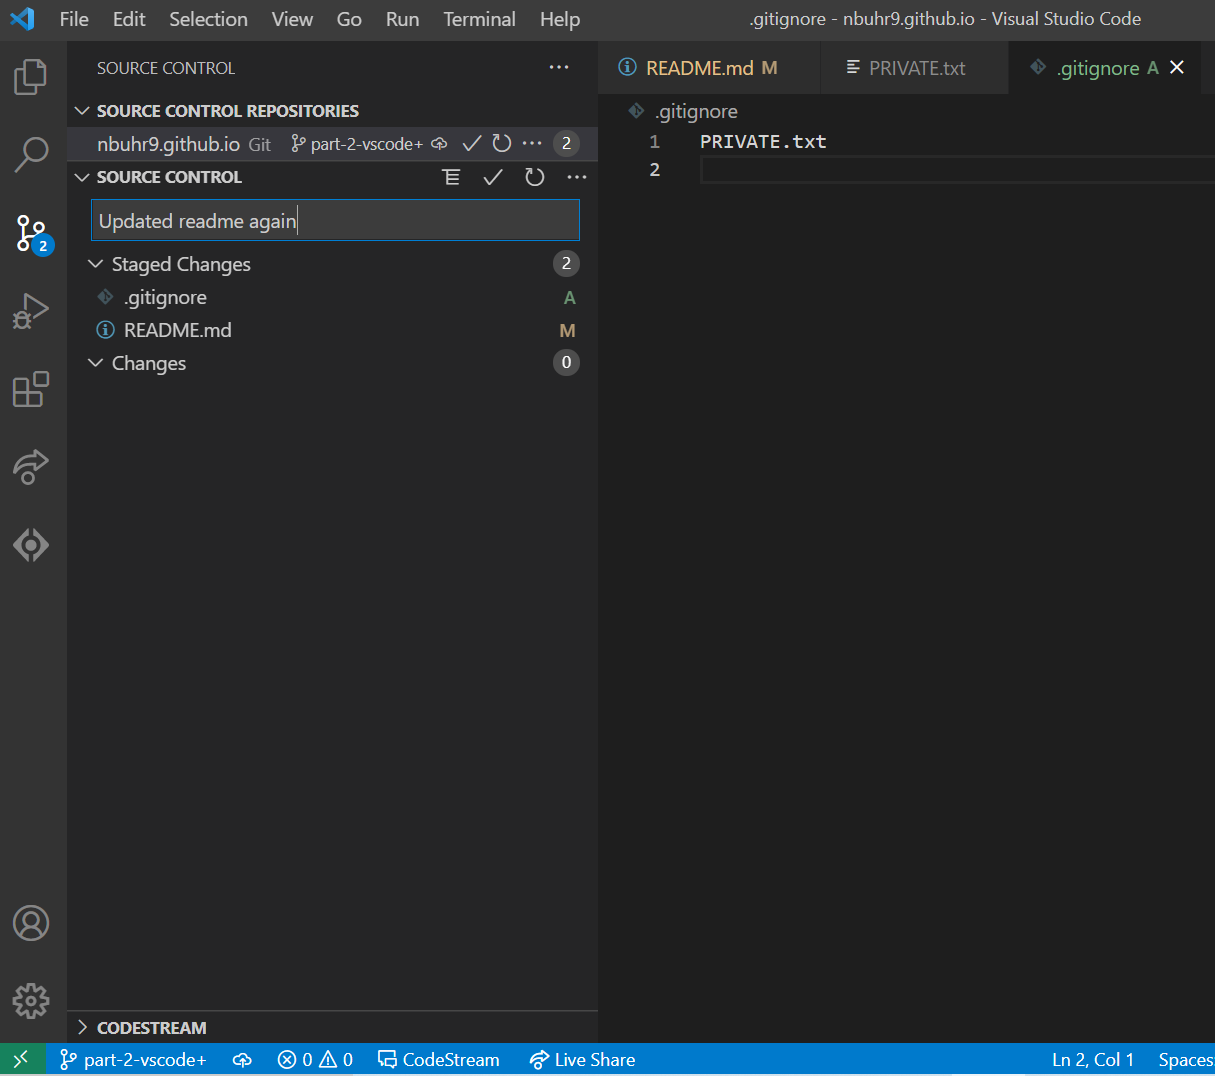 File Edit Selection View Go Run Terminal Help .gitignore - nbuhr9.github.io - Visual Studio Code
SOURCE CONTROL
SOURCE CONTROL REPOSITORIES
nbuhr9.github.io Git part-2-vscode+ 2
SOURCE CONTROL
Updated readme again
Staged Changes 2
.gitignore A
README.md M
Changes 0
2
CODESTREAM
README.md M PRIVATE.txt .gitignore A
.gitignore
1 PRIVATE.txt
2
part-2-vscode+ 0 0 CodeStream Live Share Ln 2, Col 1 Spaces